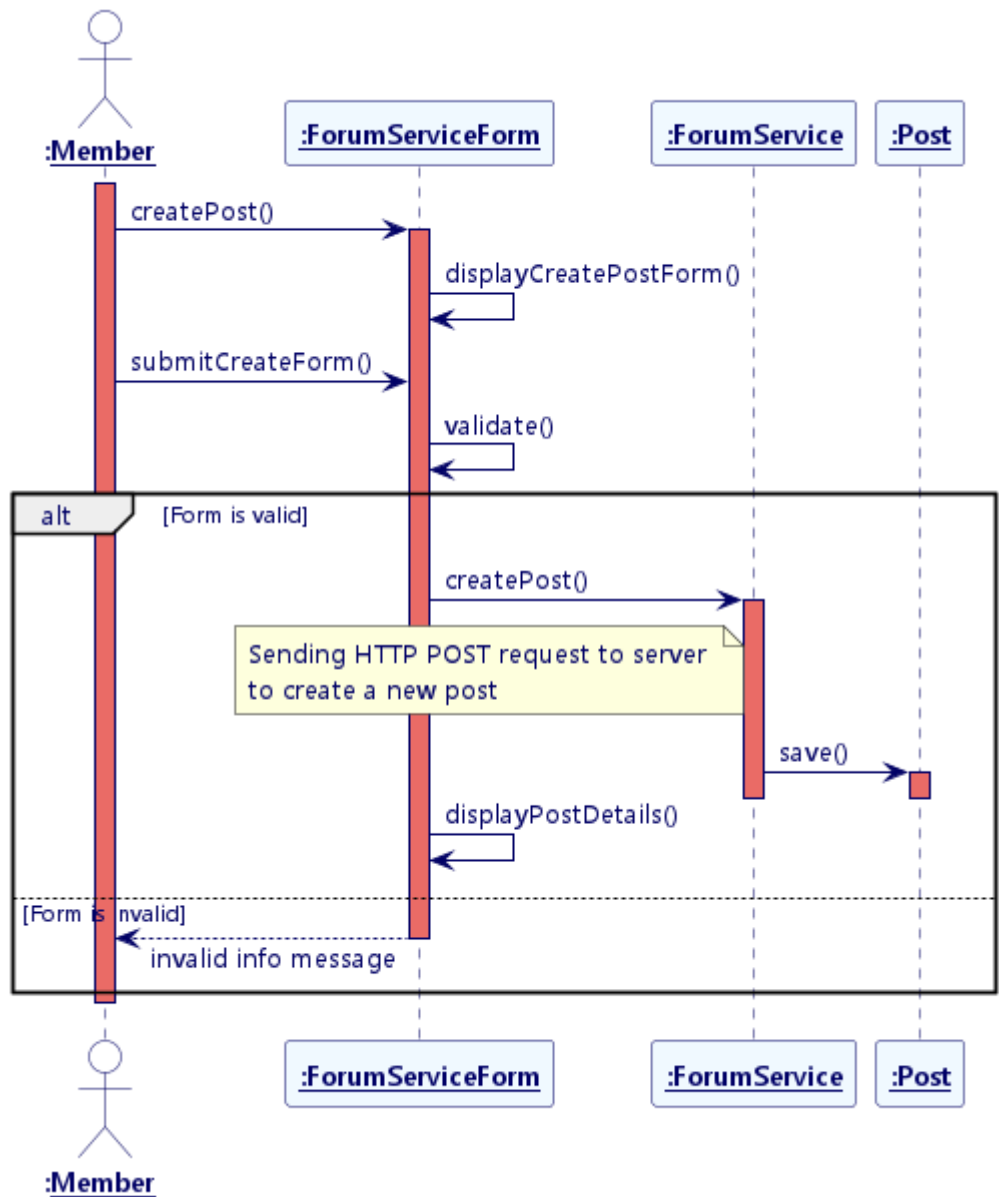 :Member
:ForumServiceForm
:ForumService
:Post
createPost()
displayCreatePostForm()
submitCreateForm()
validate()
alt
[Form is valid]
createPost()
Sending HTTP POST request to server
to create a new post
save()
displayPostDetails()
[Form is invalid]
invalid info message
:ForumServiceForm
:ForumService
:Post
:Member